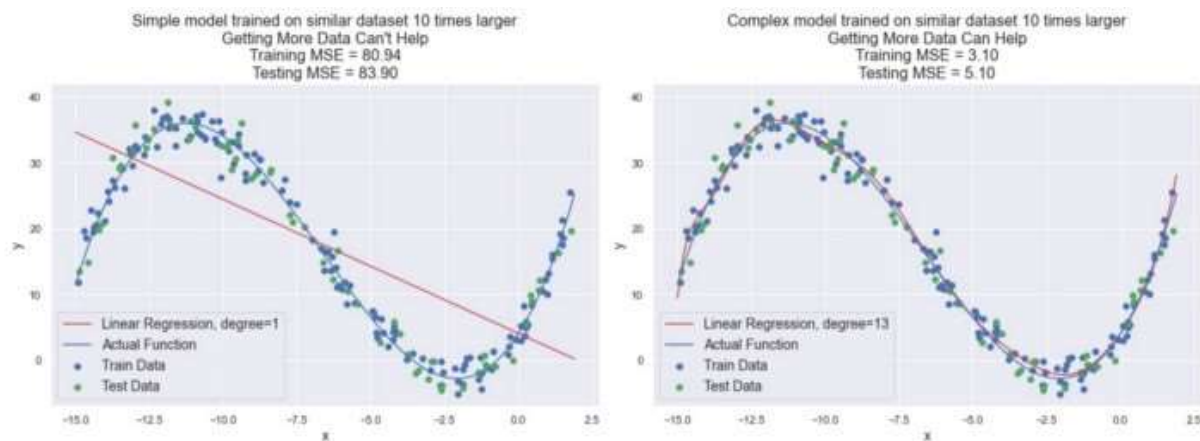 Simple model trained on similar dataset 10 times larger
Getting More Data Can't Help
Training MSE = 80.94
Testing MSE = 83.90
40
30
20
10
0
y
Linear Regression, degree=1
Actual Function
Train Data
Test Data
−15.0 −12.5 −10.0 −7.5 −5.0 −2.5 0.0 2.5
x
Complex model trained on similar dataset 10 times larger
Getting More Data Can Help
Training MSE = 3.10
Testing MSE = 5.10
40
30
20
10
0
y
Linear Regression, degree=13
Actual Function
Train Data
Test Data
−15.0 −12.5 −10.0 −7.5 −5.0 −2.5 0.0 2.5
x